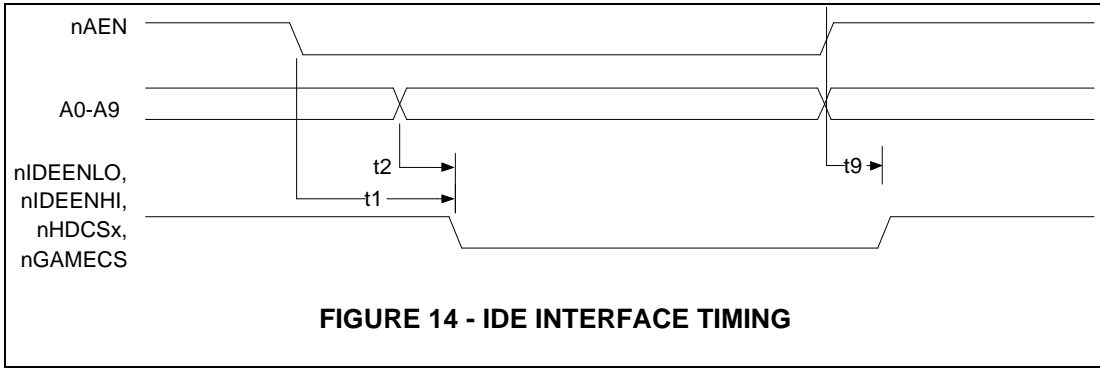 nAEN
A0-A9
t2
t9
t1
nIDEENLO,
nIDEENHI,
nHDCSx,
nGAMECS
FIGURE 14 - IDE INTERFACE TIMING